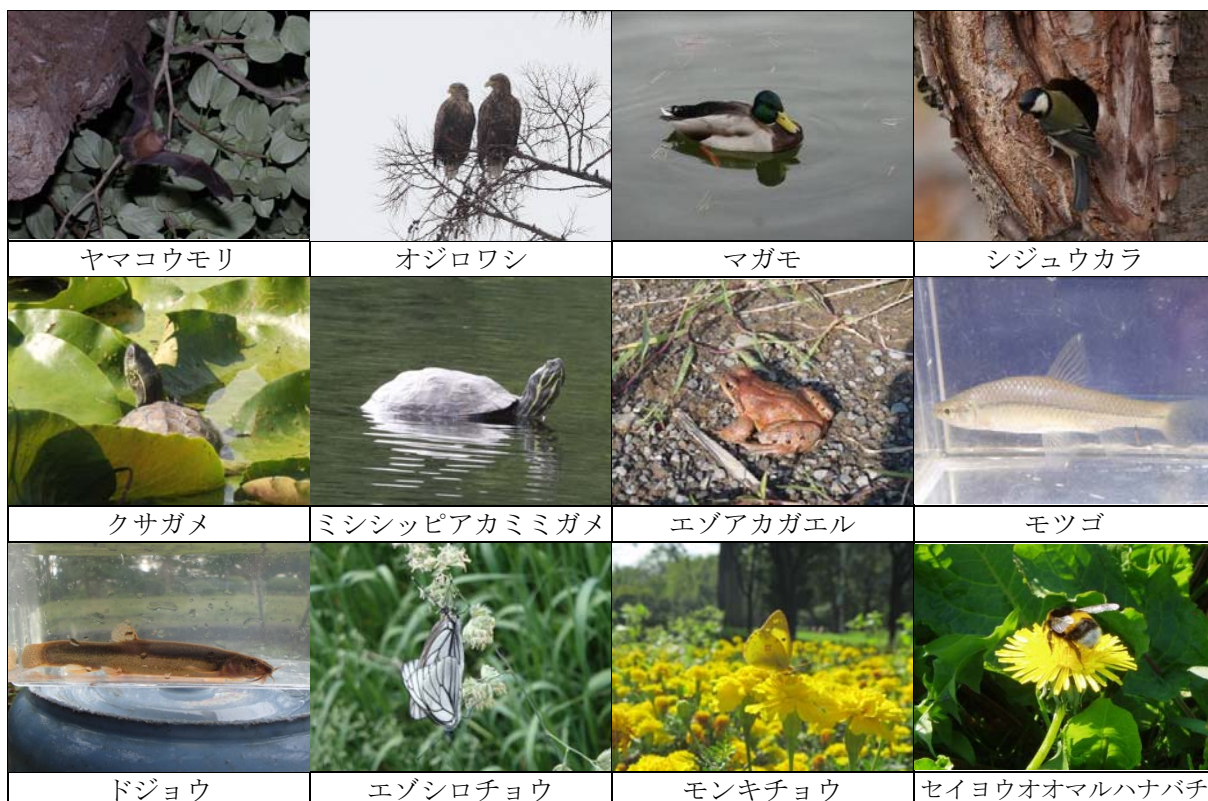 ヤマコウモリ
オジロワシ
マガモ
シジュウカラ
クサガメ
ミシシッピアカミミガメ
エゾアカガエル
モツゴ
ドジョウ
エゾシロチョウ
モンキチョウ
セイヨウオオマルハナバチ